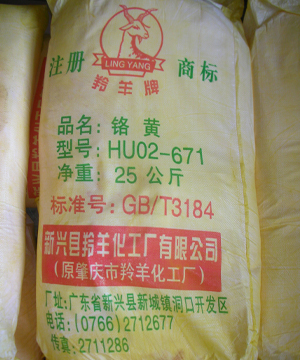 注册 商标
LING YANG
羚羊牌
品名: 铬 黄
型号: HU02-671
净重: 25 公斤
标准号: GB/T3184
新兴县羚羊化工厂有限公司
(原肇庆市羚羊化工厂)
厂址: 广东省新兴县新城镇洞口开发区
电话: (0766) 2712677
传真: 2711286